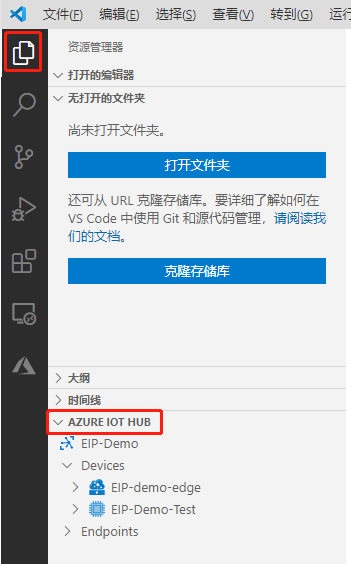 文件(F) 编辑(E) 选择(S) 查看(V) 转到(G)
资源管理器
打开的编辑器
无打开的文件夹
尚未打开文件夹。
打开文件夹
还可从 URL 克隆存储库。要详细了解如何在
VS Code 中使用 Git 和源代码管理，请阅读我
们的文档。
克隆存储库
大纲
时间线
AZURE IOT HUB
EIP-Demo
Devices
EIP-demo-edge
EIP-Demo-Test
Endpoints